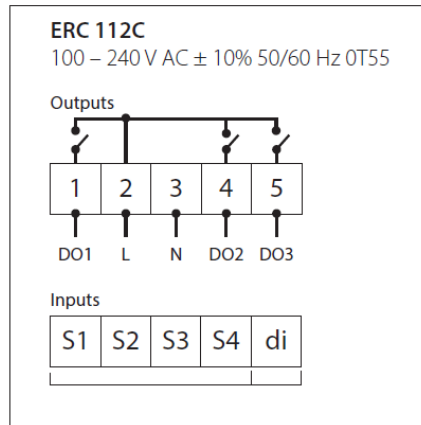 ERC 112C
100 – 240 V AC ± 10% 50/60 Hz 0T55
Outputs
1 2 3 4 5
DO1 L N DO2 DO3
Inputs
S1 S2 S3 S4 di